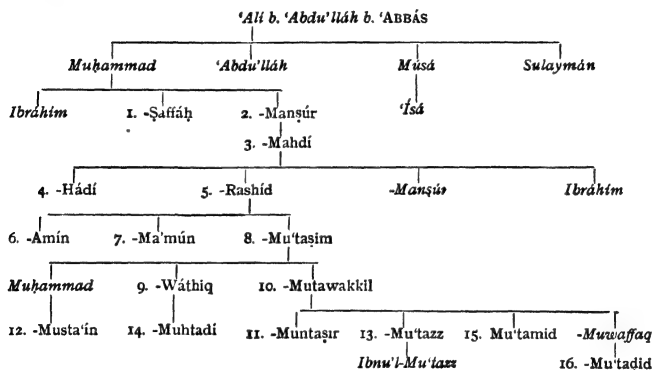 ‘Alí b. ‘Abdu’lláh b. ‘ABBÁS
Muḥammad ‘Abdu’lláh Músá Sulaymán
Ibráhím 1. -Ṣaffáḥ 2. -Manṣúr ‘Ísá
3. -Mahdí
4. -Hádí 5. -Rashíd -Manṣúr Ibráhím
6. -Amín 7. -Ma’mún 8. -Mu‘taṣim
Muḥammad 9. -Wáthiq 10. -Mutawakkil
12. -Musta‘ín 14. -Muhtadí 11. -Muntaṣır 13. -Mu‘tazz 15. Mu‘tamid -Muwaffaq
Ibnu’l-Mu‘tazz 16. -Mu‘taḍid